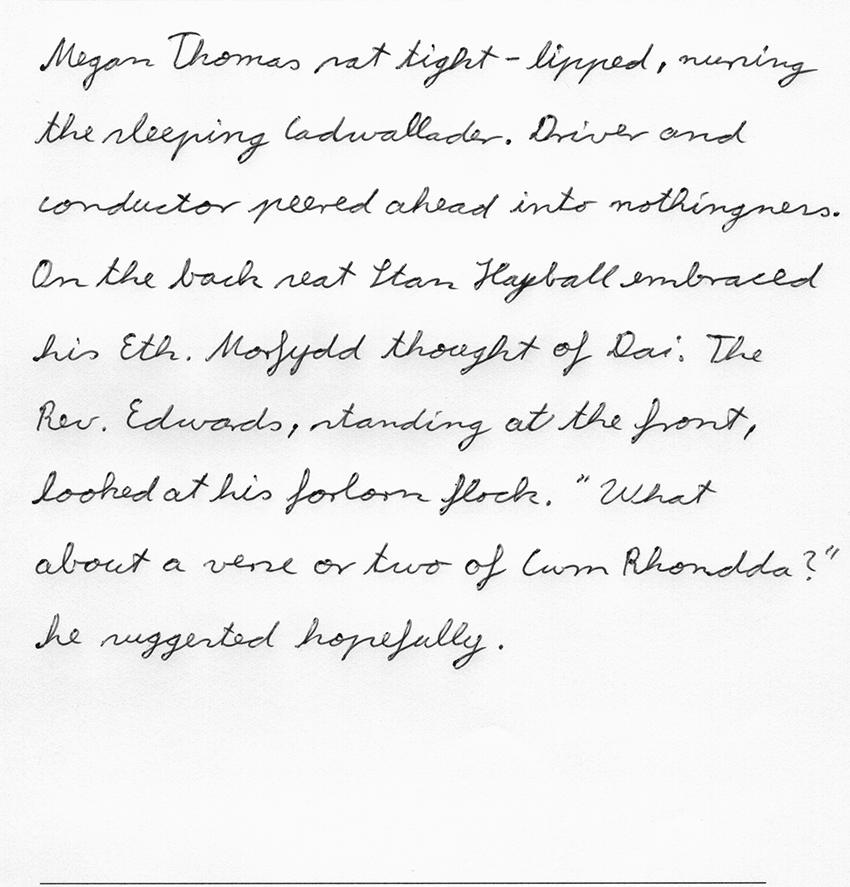 Megan Thomas sat tight-lipped, nursing
the sleeping Cadwallader. Driver and
conductor peered ahead into nothingness.
On the back seat Stan Hayball embraced
his Eth. Morfydd thought of Dai. The
Rev. Edwards, standing at the front,
looked at his forlorn flock. "What
about a verse or two of Cwm Rhondda?"
he suggested hopefully.